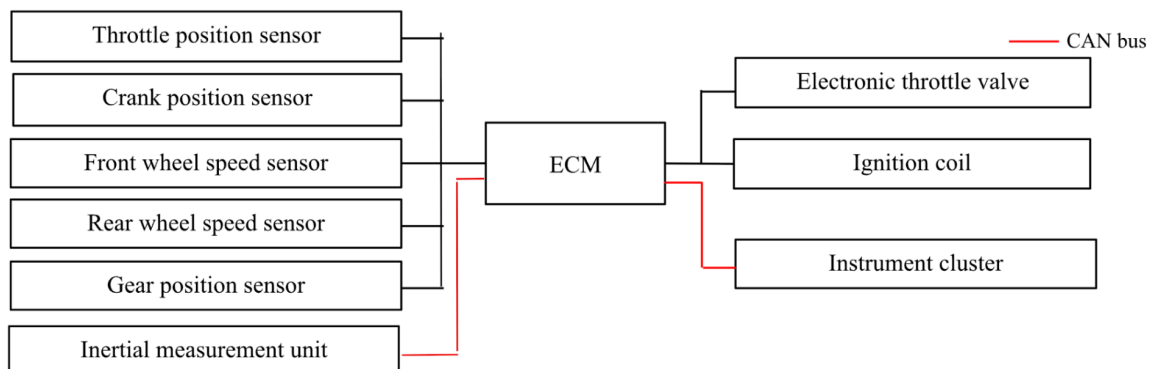 Throttle position sensor
Crank position sensor
Front wheel speed sensor
Rear wheel speed sensor
Gear position sensor
Inertial measurement unit
ECM
CAN bus
Electronic throttle valve
Ignition coil
Instrument cluster